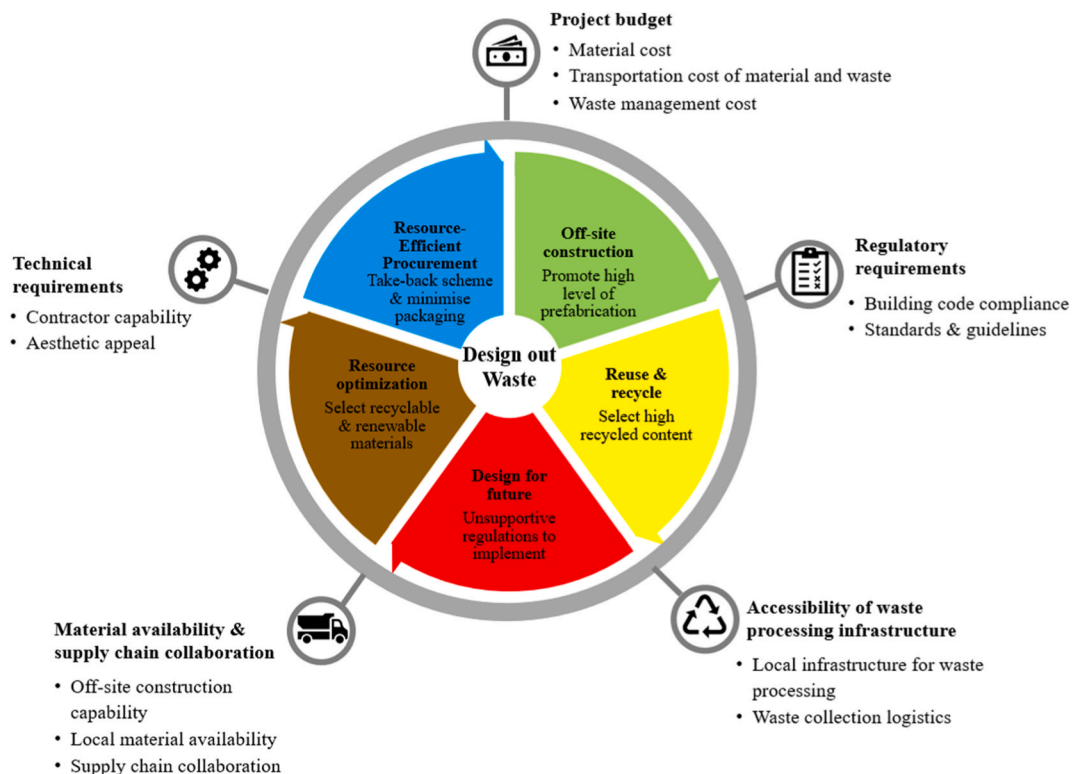 Project budget
• Material cost
• Transportation cost of material and waste
• Waste management cost
Technical
requirements
• Contractor capability
• Aesthetic appeal
Resource-
Efficient
Procurement
Take-back scheme
& minimise
packaging
Off-site
construction
Promote high
level of
prefabrication
Regulatory
requirements
• Building code compliance
• Standards & guidelines
Design out
Waste
Resource
optimization
Select recyclable
& renewable
materials
Reuse &
recycle
Select high
recycled content
Design for
future
Unsupportive
regulations to
implement
Material availability &
supply chain collaboration
• Off-site construction
capability
• Local material availability
• Supply chain collaboration
Accessibility of waste
processing infrastructure
• Local infrastructure for waste
processing
• Waste collection logistics